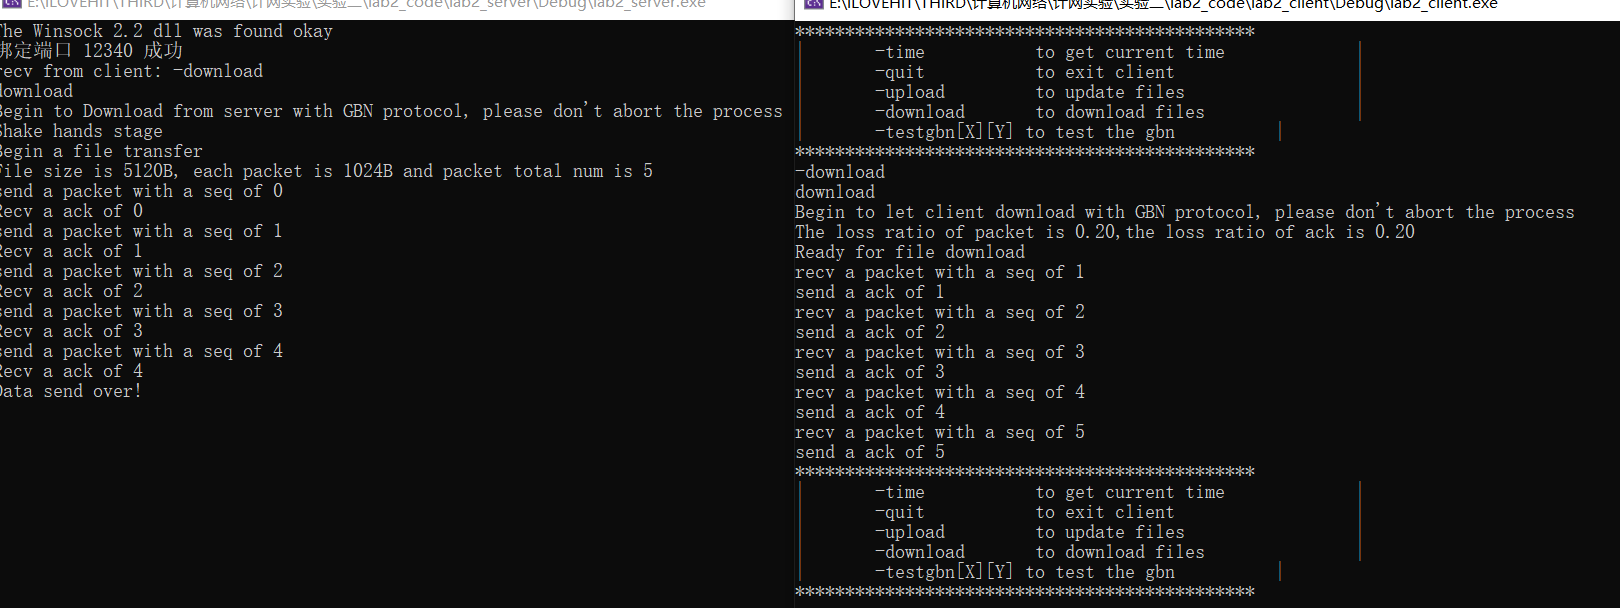 E:\ILOVEHIT\THIRD\计算机网络\计网实验\实验二\lab2_code\lab2_server\Debug\lab2_server.exe
The Winsock 2.2 dll was found okay
绑定端口 12340 成功
recv from client: -download
download
Begin to Download from server with GBN protocol, please don't abort the process
Shake hands stage
Begin a file transfer
File size is 5120B, each packet is 1024B and packet total num is 5
send a packet with a seq of 0
Recv a ack of 0
send a packet with a seq of 1
Recv a ack of 1
send a packet with a seq of 2
Recv a ack of 2
send a packet with a seq of 3
Recv a ack of 3
send a packet with a seq of 4
Recv a ack of 4
Data send over!
E:\ILOVEHIT\THIRD\计算机网络\计网实验\实验二\lab2_code\lab2_client\Debug\lab2_client.exe
**********************************************
| -time to get current time |
| -quit to exit client |
| -upload to update files |
| -download to download files |
| -testgbn[X][Y] to test the gbn |
**********************************************
-download
download
Begin to let client download with GBN protocol, please don't abort the process
The loss ratio of packet is 0.20,the loss ratio of ack is 0.20
Ready for file download
recv a packet with a seq of 1
send a ack of 1
recv a packet with a seq of 2
send a ack of 2
recv a packet with a seq of 3
send a ack of 3
recv a packet with a seq of 4
send a ack of 4
recv a packet with a seq of 5
send a ack of 5
**********************************************
| -time to get current time |
| -quit to exit client |
| -upload to update files |
| -download to download files |
| -testgbn[X][Y] to test the gbn |
**********************************************